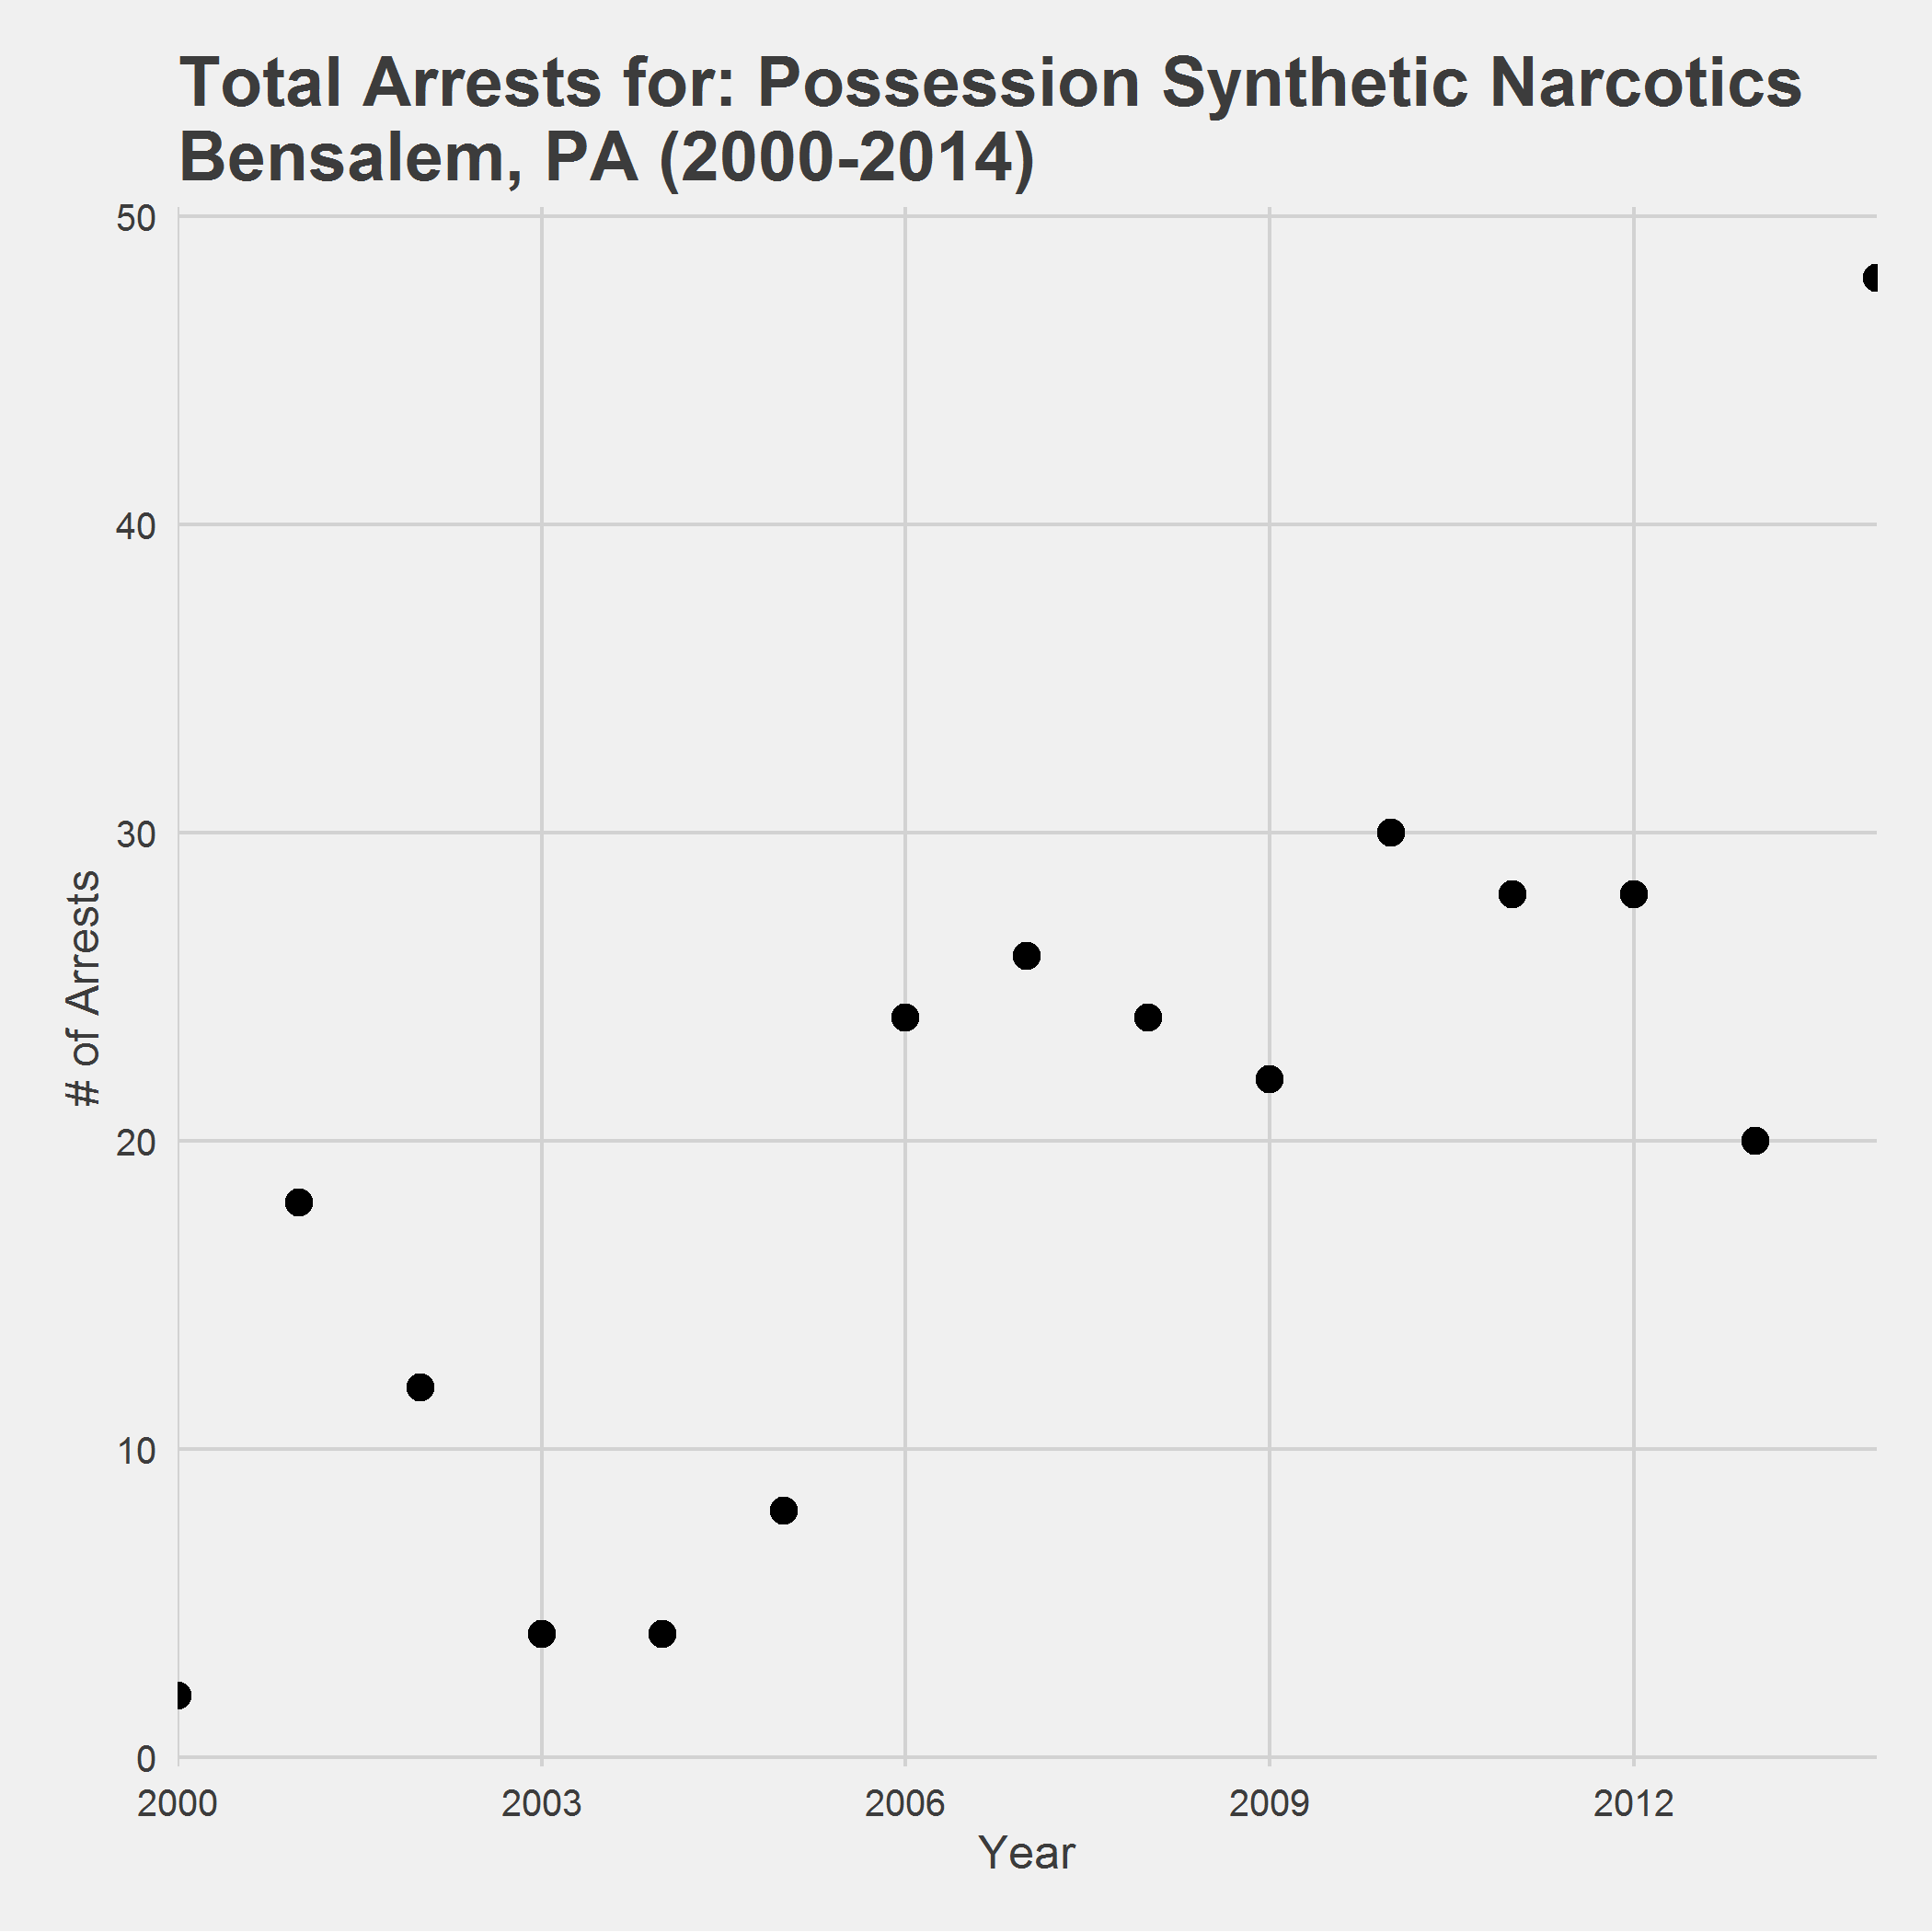 Total Arrests for: Possession Synthetic Narcotics
Bensalem, PA (2000-2014)
50
40
30
20
10
0
# of Arrests
2000 2003 2006 2009 2012
Year